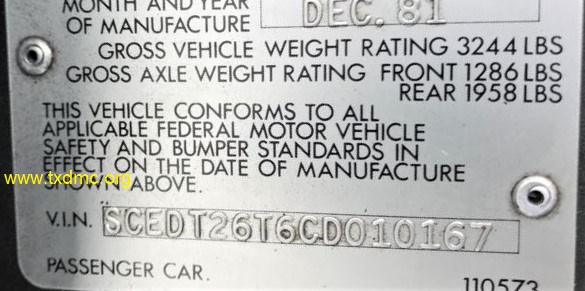 MONTH AND YEAR
OF MANUFACTURE DEC. 81
GROSS VEHICLE WEIGHT RATING 3244 LBS
GROSS AXLE WEIGHT RATING FRONT 1286 LBS
REAR 1958 LBS
THIS VEHICLE CONFORMS TO ALL
APPLICABLE FEDERAL MOTOR VEHICLE
SAFETY AND BUMPER STANDARDS IN
EFFECT ON THE DATE OF MANUFACTURE
www.txdmc.org
SHOWN ABOVE.
V.I.N. SCEDT26T6CD010167
PASSENGER CAR.
110573